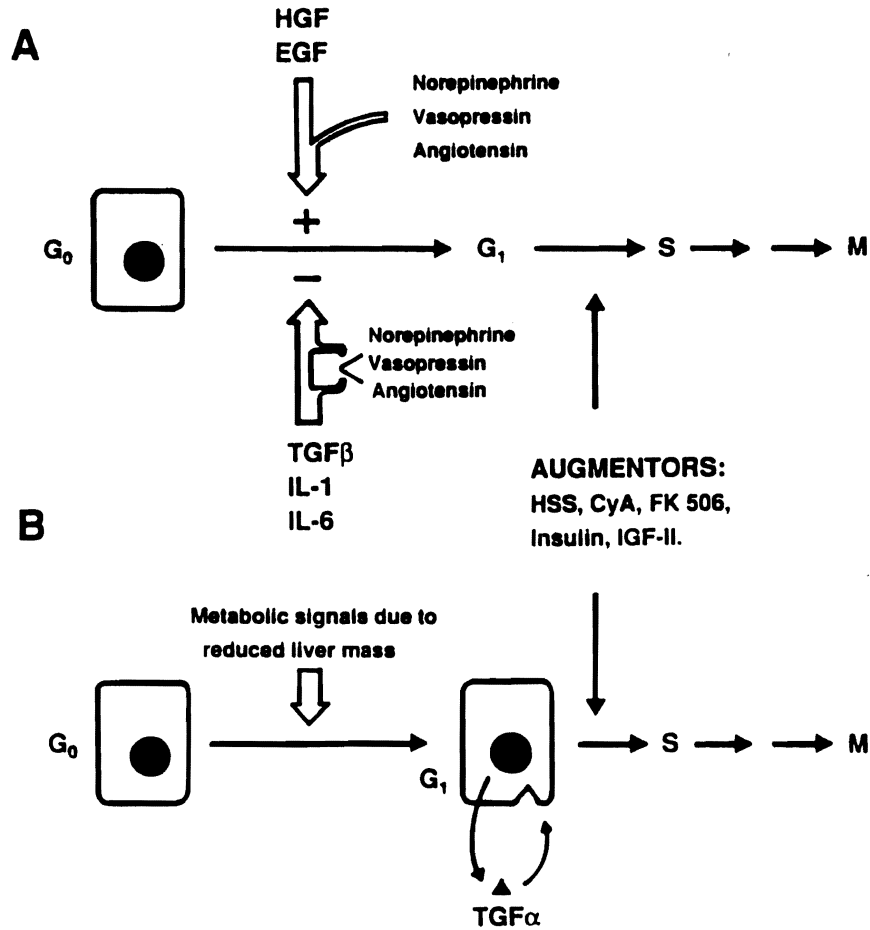 A
HGF
EGF
Norepinephrine
Vasopressin
Angiotensin
+
G₀
G₁
S
M
−
Norepinephrine
Vasopressin
Angiotensin
TGFβ
IL-1
IL-6
AUGMENTORS:
HSS, CyA, FK 506,
Insulin, IGF-II.
B
Metabolic signals due to
reduced liver mass
G₀
G₁
S
M
TGFα